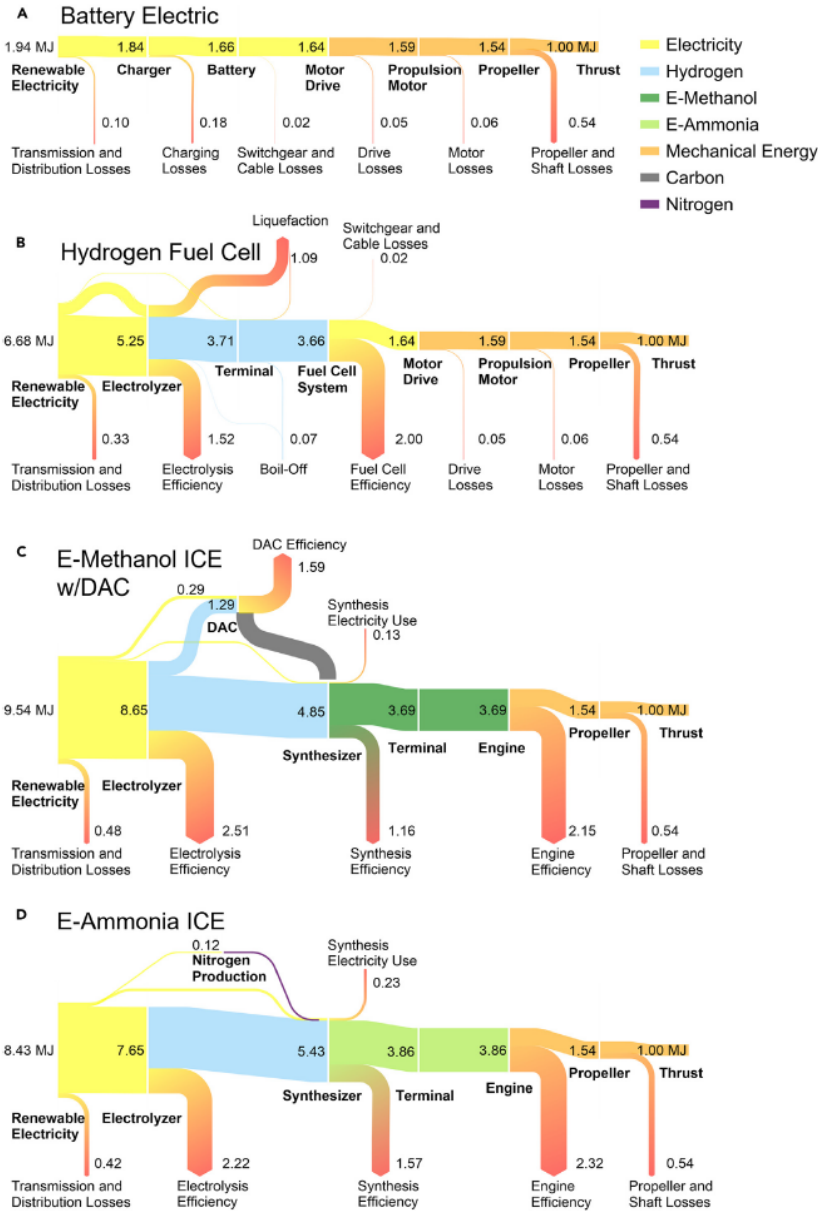 A
Battery Electric
1.94 MJ 1.84 1.66 1.64 1.59 1.54 1.00 MJ
Renewable Electricity
Charger
Battery
Motor Drive
Propulsion Motor
Propeller
Thrust
0.10 0.18 0.02 0.05 0.06 0.54
Transmission and Distribution Losses
Charging Losses
Switchgear and Cable Losses
Drive Losses
Motor Losses
Propeller and Shaft Losses
Electricity
Hydrogen
E-Methanol
E-Ammonia
Mechanical Energy
Carbon
Nitrogen
B
Hydrogen Fuel Cell
Liquefaction
1.09
Switchgear and Cable Losses
0.02
6.68 MJ 5.25 3.71 3.66 1.64 1.59 1.54 1.00 MJ
Renewable Electricity
Electrolyzer
Terminal
Fuel Cell System
Motor Drive
Propulsion Motor
Propeller
Thrust
0.33 1.52 0.07 2.00 0.05 0.06 0.54
Transmission and Distribution Losses
Electrolysis Efficiency
Boil-Off
Fuel Cell Efficiency
Drive Losses
Motor Losses
Propeller and Shaft Losses
C
E-Methanol ICE
w/DAC
DAC Efficiency
1.59
0.29
1.29
DAC
Synthesis Electricity Use
0.13
9.54 MJ 8.65 4.85 3.69 3.69 1.54 1.00 MJ
Renewable Electricity
Electrolyzer
Synthesizer
Terminal
Engine
Propeller
Thrust
0.48 2.51 1.16 2.15 0.54
Transmission and Distribution Losses
Electrolysis Efficiency
Synthesis Efficiency
Engine Efficiency
Propeller and Shaft Losses
D
E-Ammonia ICE
0.12
Nitrogen Production
Synthesis Electricity Use
0.23
8.43 MJ 7.65 5.43 3.86 3.86 1.54 1.00 MJ
Renewable Electricity
Electrolyzer
Synthesizer
Terminal
Engine
Propeller
Thrust
0.42 2.22 1.57 2.32 0.54
Transmission and Distribution Losses
Electrolysis Efficiency
Synthesis Efficiency
Engine Efficiency
Propeller and Shaft Losses